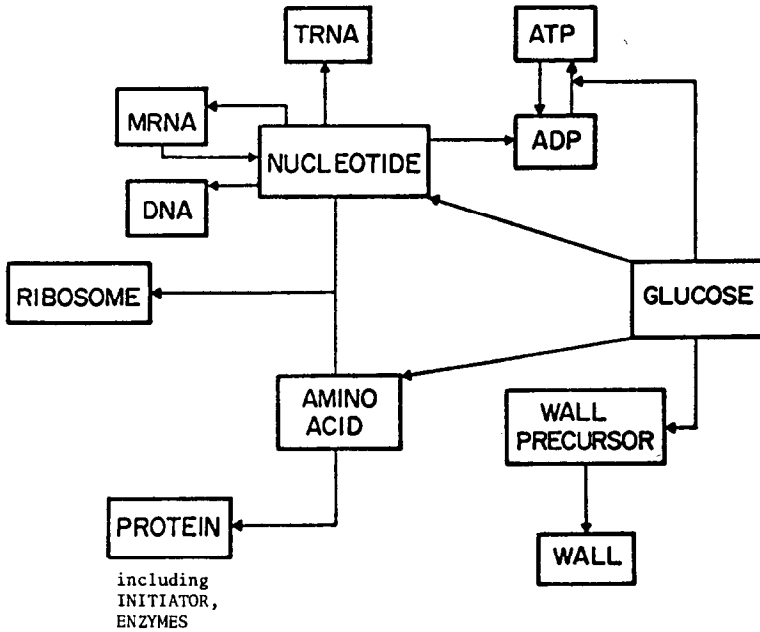 TRNA
ATP
MRNA
NUCLEOTIDE
ADP
DNA
RIBOSOME
GLUCOSE
AMINO
ACID
WALL
PRECURSOR
PROTEIN
WALL
including
INITIATOR,
ENZYMES